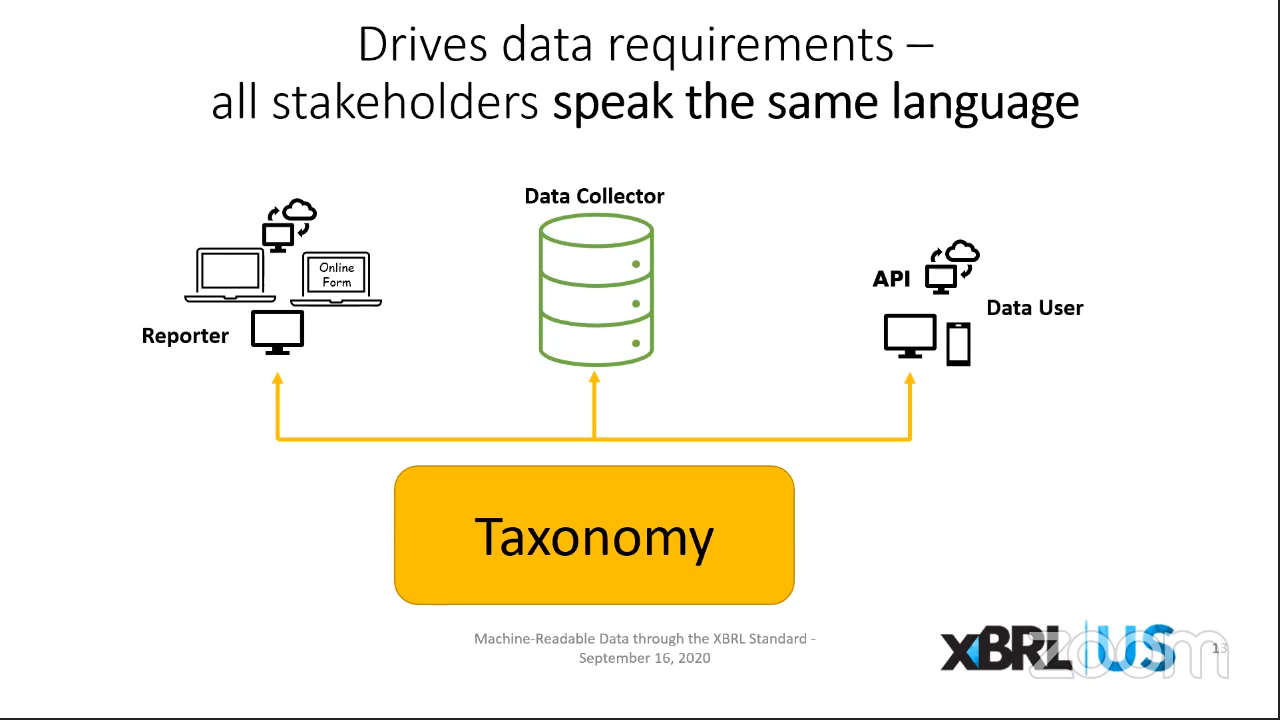 Drives data requirements –
all stakeholders speak the same language
Data Collector
Online
Form
API
Data User
Reporter
Taxonomy
Machine-Readable Data through the XBRL Standard -
September 16, 2020
XBRL US
zoom
13